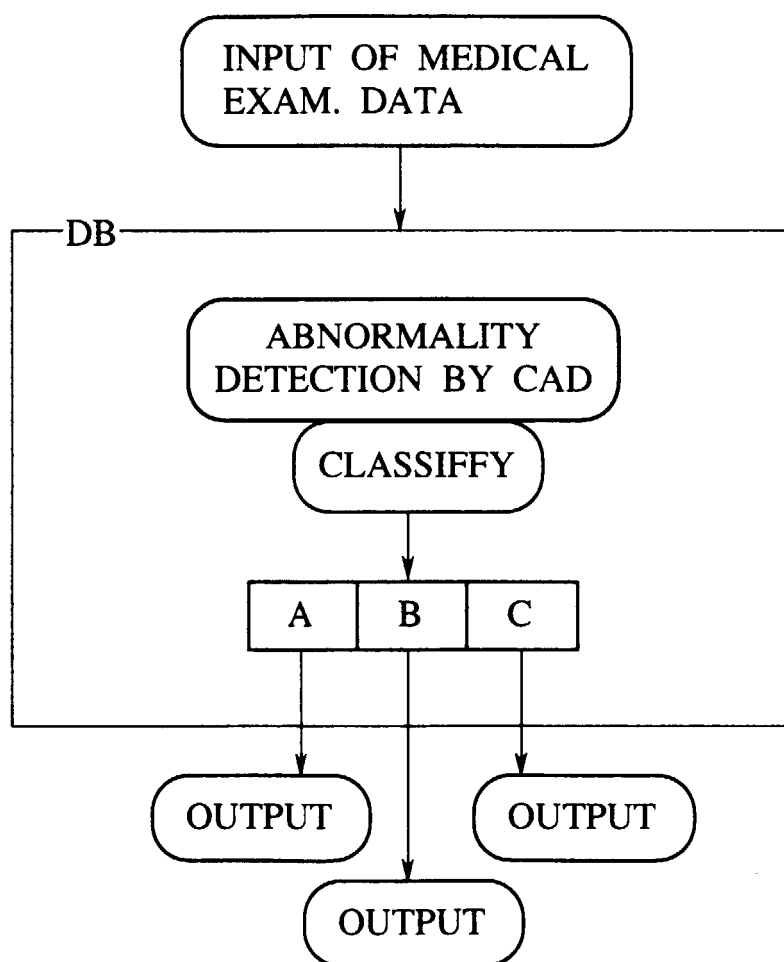 INPUT OF MEDICAL
EXAM. DATA
DB
ABNORMALITY
DETECTION BY CAD
CLASSIFFY
A B C
OUTPUT OUTPUT
OUTPUT